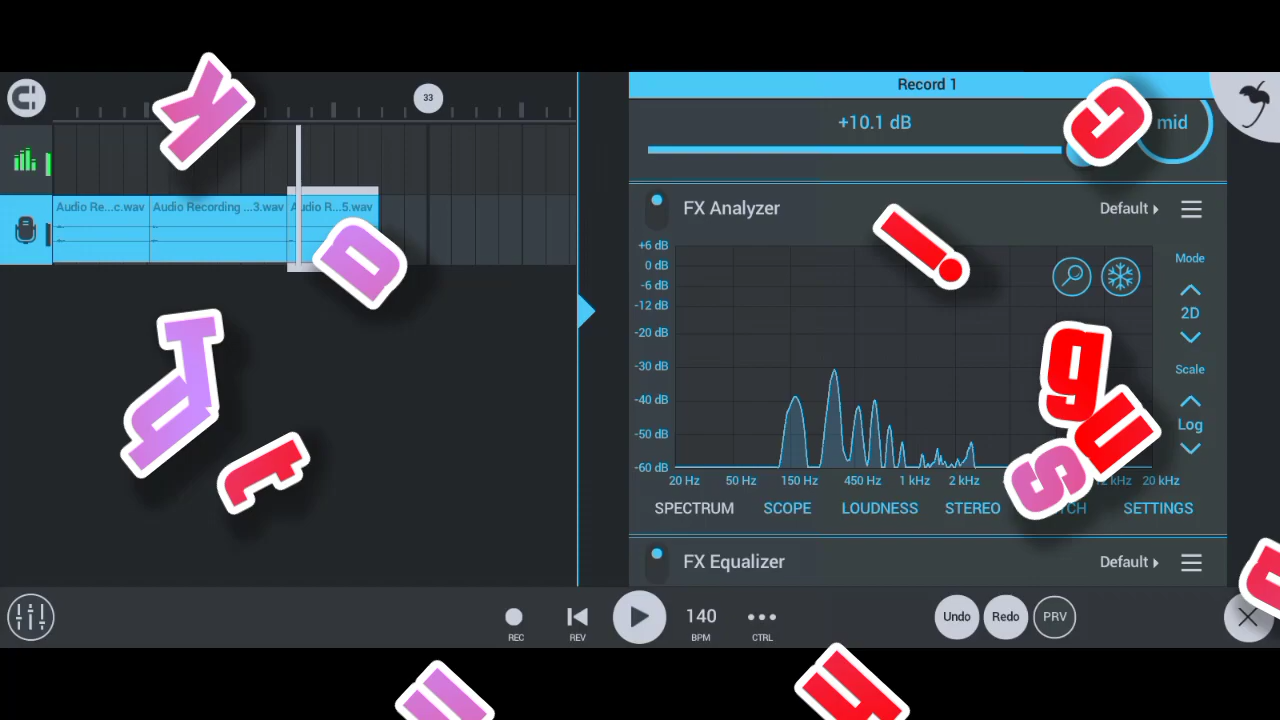 33
Record 1
+10.1 dB
mid
Audio Re...c.wav
Audio Recording ...3.wav
Audio R...5.wav
FX Analyzer
Default
+6 dB
0 dB
-6 dB
-12 dB
-20 dB
-30 dB
-40 dB
-50 dB
-60 dB
20 Hz
50 Hz
150 Hz
450 Hz
1 kHz
2 kHz
20 kHz
Mode
2D
Scale
Log
SPECTRUM
SCOPE
LOUDNESS
STEREO
SETTINGS
FX Equalizer
Default
REC
REV
140
BPM
CTRL
Undo
Redo
PRV
K
!
g
u
s